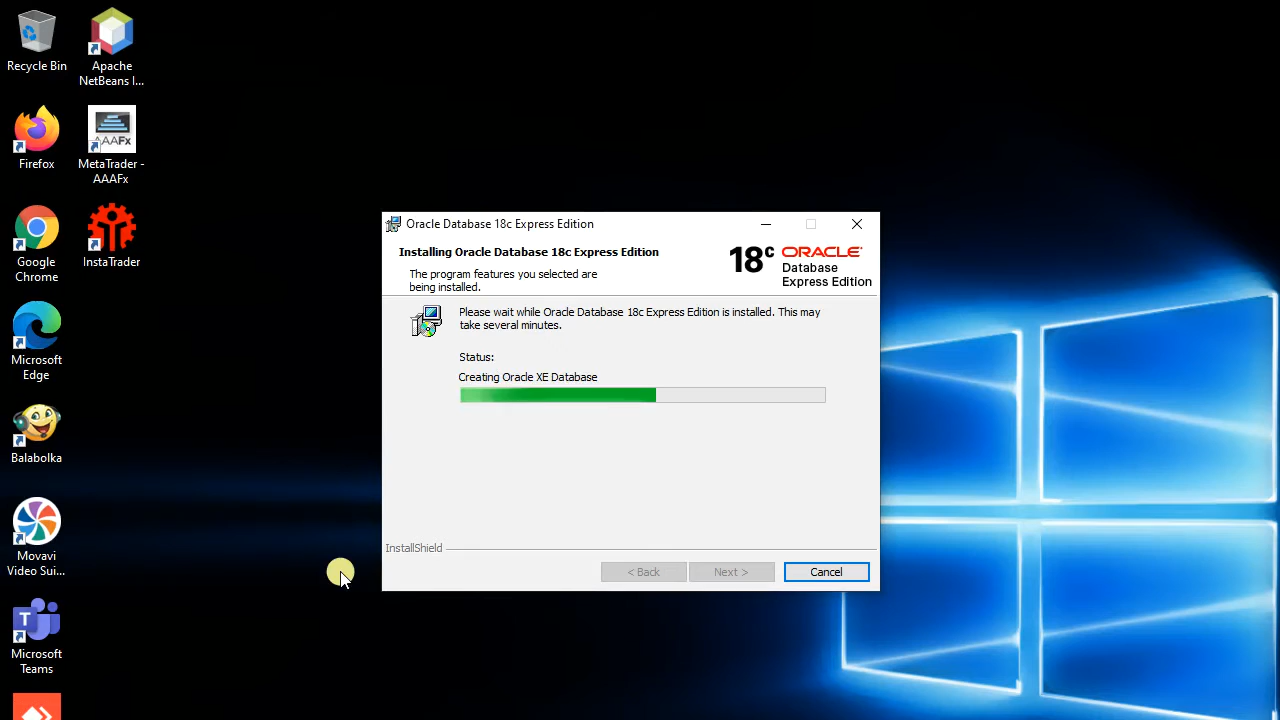 Recycle Bin
Apache
NetBeans I...
Firefox
AAAFx
MetaTrader -
AAAFx
Google
Chrome
InstaTrader
Microsoft
Edge
Balabolka
Movavi
Video Sui...
T
Microsoft
Teams
Oracle Database 18c Express Edition
Installing Oracle Database 18c Express Edition
The program features you selected are
being installed.
18c ORACLE
Database
Express Edition
Please wait while Oracle Database 18c Express Edition is installed. This may
take several minutes.
Status:
Creating Oracle XE Database
InstallShield
< Back
Next >
Cancel